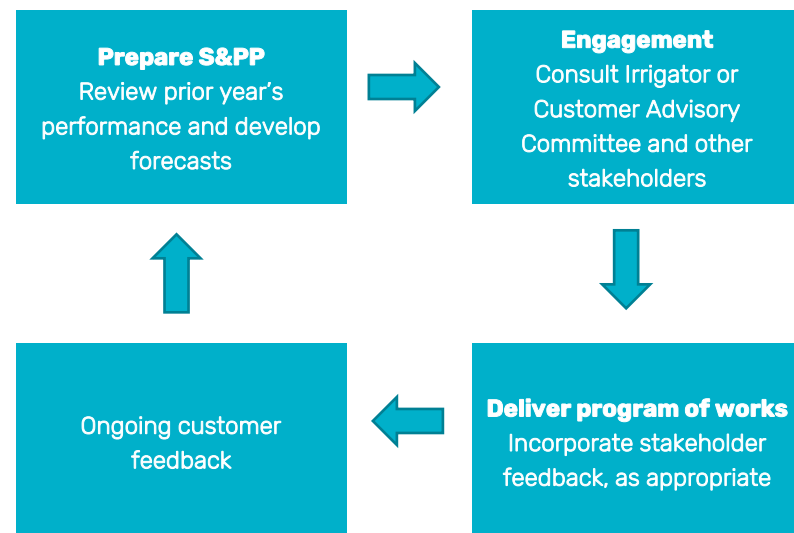 Prepare S&PP
Review prior year's
performance and develop
forecasts
Engagement
Consult Irrigator or
Customer Advisory
Committee and other
stakeholders
Deliver program of works
Incorporate stakeholder
feedback, as appropriate
Ongoing customer
feedback